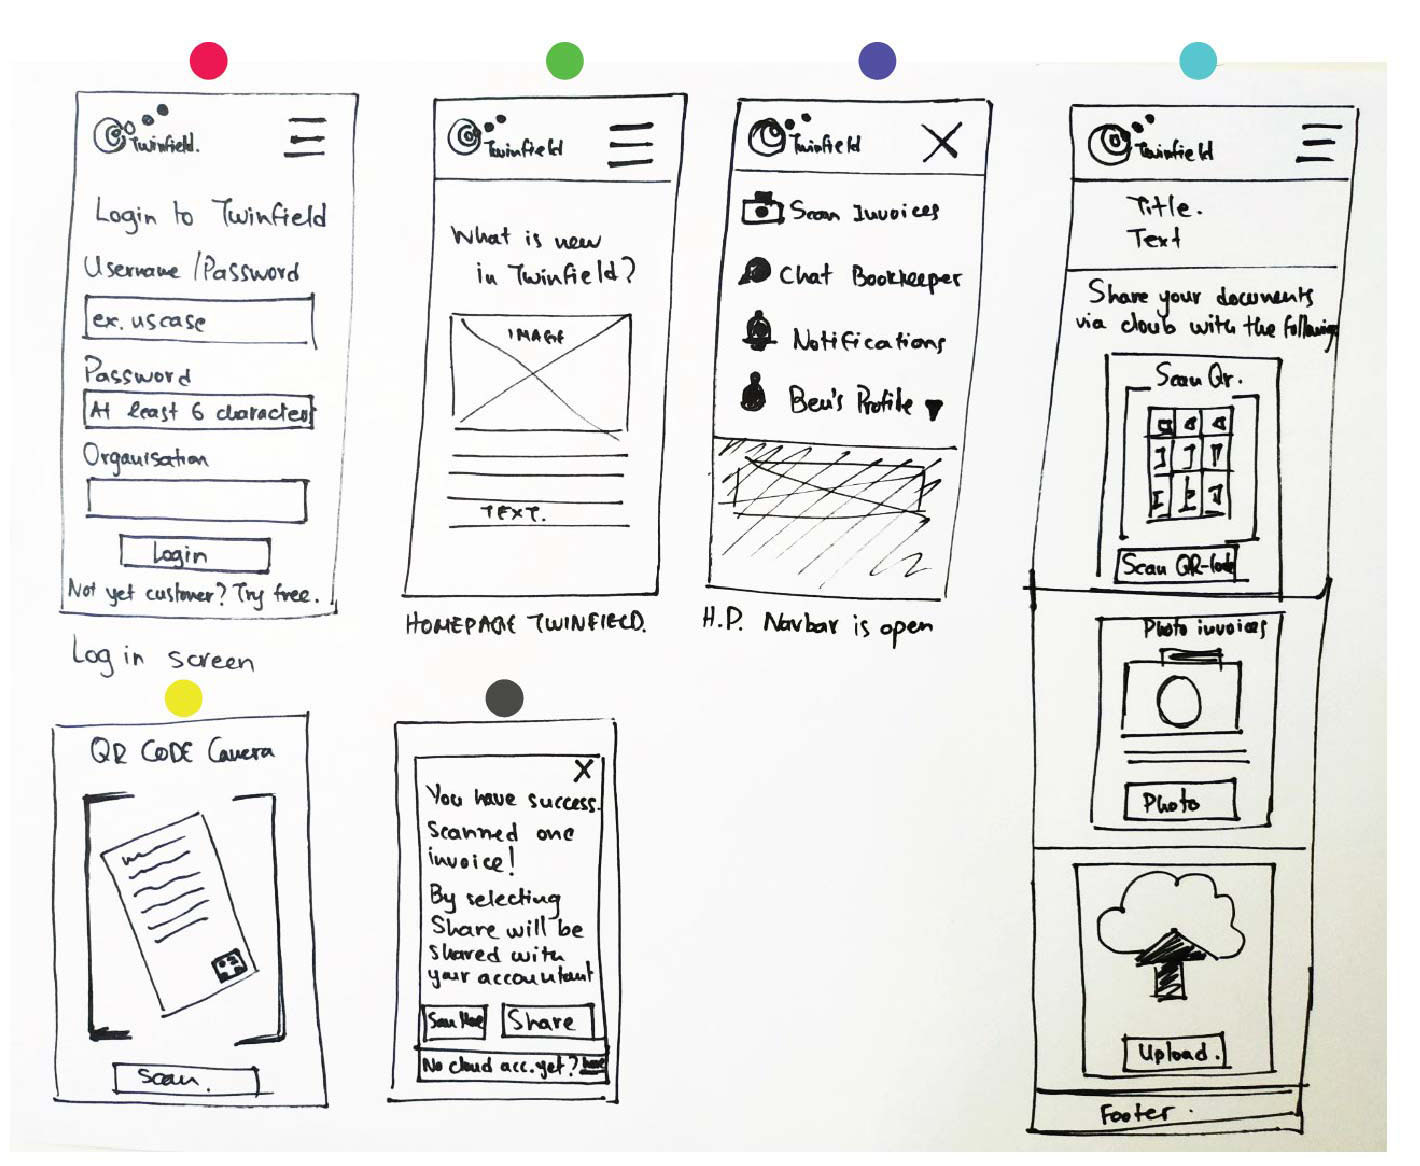 Twinfield.
Login to Twinfield
Username / Password
ex. uscase
Password
At least 6 characters
Organisation
Login
Not yet customer? Try free.
Log in screen
Twinfield
What is new
in Twinfield?
IMAGE
TEXT.
HOMEPAGE TWINFIELD.
Twinfield
Scan Invoices
Chat Bookkeeper
Notifications
Ben's Profile
H.P. Navbar is open
Twinfield
Title.
Text
Share your documents
via cloub with the following
Scan Qr.
Scan QR-Code
Photo invoices
Photo
Upload.
Footer.
QR CODE Camera
Scan.
X
You have success.
Scanned one
invoice!
By selecting
Share will be
shared with
your accountant
Scan More
Share
No cloud acc. yet?